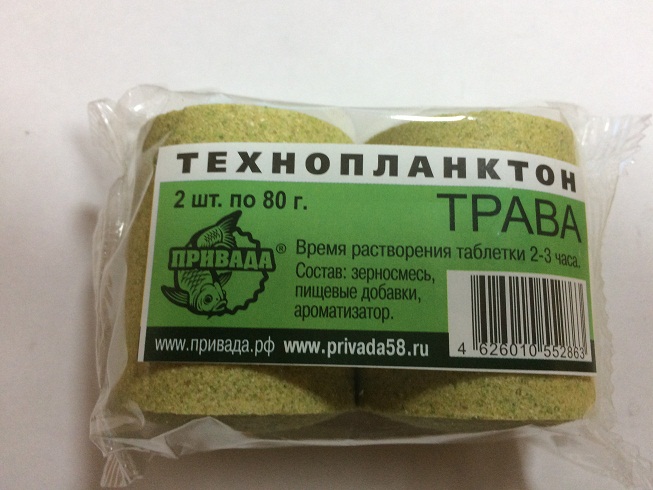 ТЕХНОПЛАНКТОН
2 шт. по 80 г.
ТРАВА
ПРИВАДА®
Время растворения таблетки 2-3 часа.
Состав: зерносмесь,
пищевые добавки,
ароматизатор.
4 626010 552863
www.привада.рф www.privada58.ru